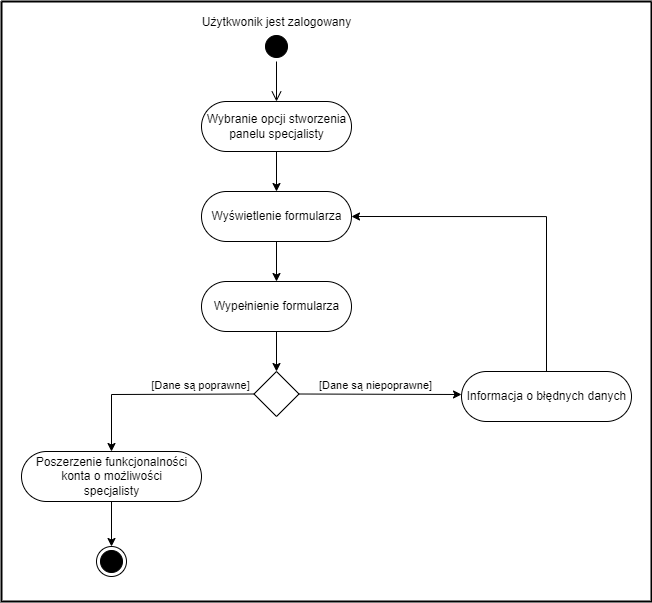 Użytkwonik jest zalogowany
Wybranie opcji stworzenia
panelu specjalisty
Wyświetlenie formularza
Wypełnienie formularza
[Dane są poprawne]
[Dane są niepoprawne]
Informacja o błędnych danych
Poszerzenie funkcjonalności
konta o możliwości
specjalisty